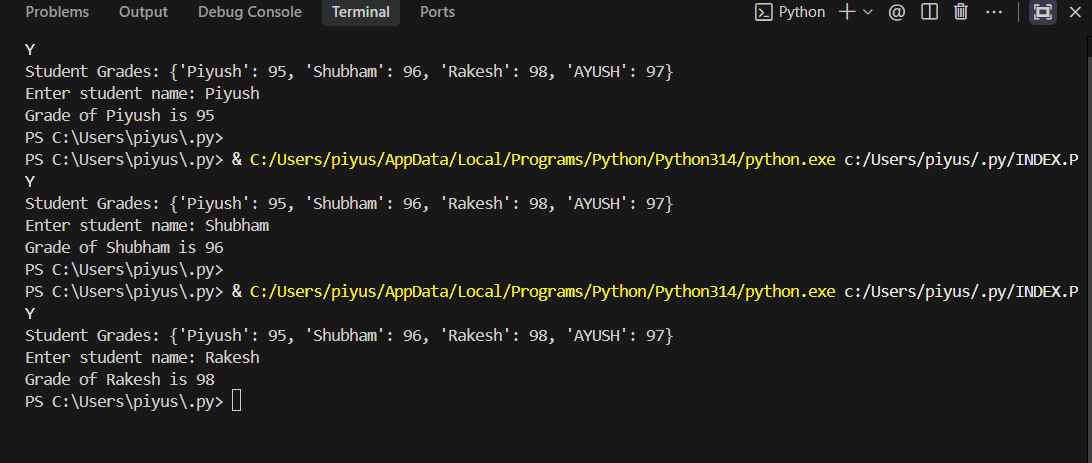 Problems Output Debug Console Terminal Ports Python
Y
Student Grades: {'Piyush': 95, 'Shubham': 96, 'Rakesh': 98, 'AYUSH': 97}
Enter student name: Piyush
Grade of Piyush is 95
PS C:\Users\piyus\.py>
PS C:\Users\piyus\.py> & C:/Users/piyus/AppData/Local/Programs/Python/Python314/python.exe c:/Users/piyus/.py/INDEX.P
Y
Student Grades: {'Piyush': 95, 'Shubham': 96, 'Rakesh': 98, 'AYUSH': 97}
Enter student name: Shubham
Grade of Shubham is 96
PS C:\Users\piyus\.py>
PS C:\Users\piyus\.py> & C:/Users/piyus/AppData/Local/Programs/Python/Python314/python.exe c:/Users/piyus/.py/INDEX.P
Y
Student Grades: {'Piyush': 95, 'Shubham': 96, 'Rakesh': 98, 'AYUSH': 97}
Enter student name: Rakesh
Grade of Rakesh is 98
PS C:\Users\piyus\.py>